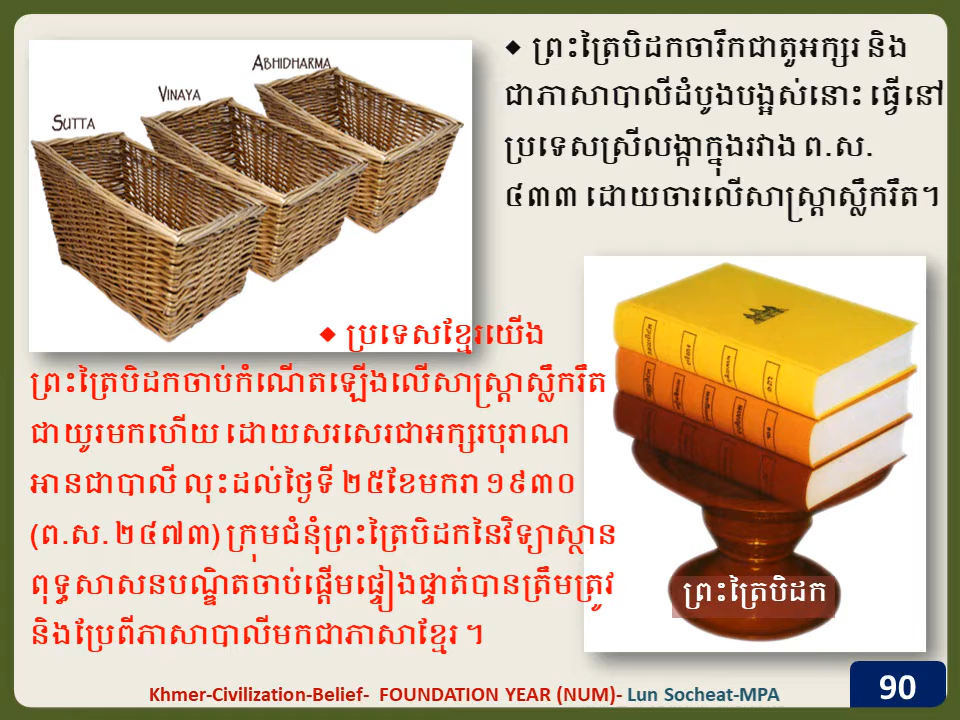 SUTTA
VINAYA
ABHIDHARMA
◆ ព្រះត្រៃបិដកចារឹកជាតួអក្សរ និង
ជាភាសាបាលីដំបូងបង្អស់នោះ ធ្វើនៅ
ប្រទេសស្រីលង្កាក្នុងរវាង ព.ស.
៤៣៣ ដោយចារលើសាស្ត្រាស្លឹករឹត។
◆ ប្រទេសខ្មែរយើង
ព្រះត្រៃបិដកចាប់កំណើតឡើងលើសាស្ត្រាស្លឹករឹត
ជាយូរមកហើយ ដោយសរសេរជាអក្សរបុរាណ
អានជាបាលី លុះដល់ថ្ងៃទី ២៥ខែមករា ១៩៣០
(ព.ស. ២៤៧៣) ក្រុមជំនុំព្រះត្រៃបិដកនៃវិទ្យាស្ថាន
ពុទ្ធសាសនបណ្ឌិតចាប់ផ្តើមផ្ទៀងផ្ទាត់បានត្រឹមត្រូវ
និងប្រែពីភាសាបាលីមកជាភាសាខ្មែរ ។
ព្រះត្រៃបិដក
Khmer-Civilization-Belief- FOUNDATION YEAR (NUM)- Lun Socheat-MPA
90